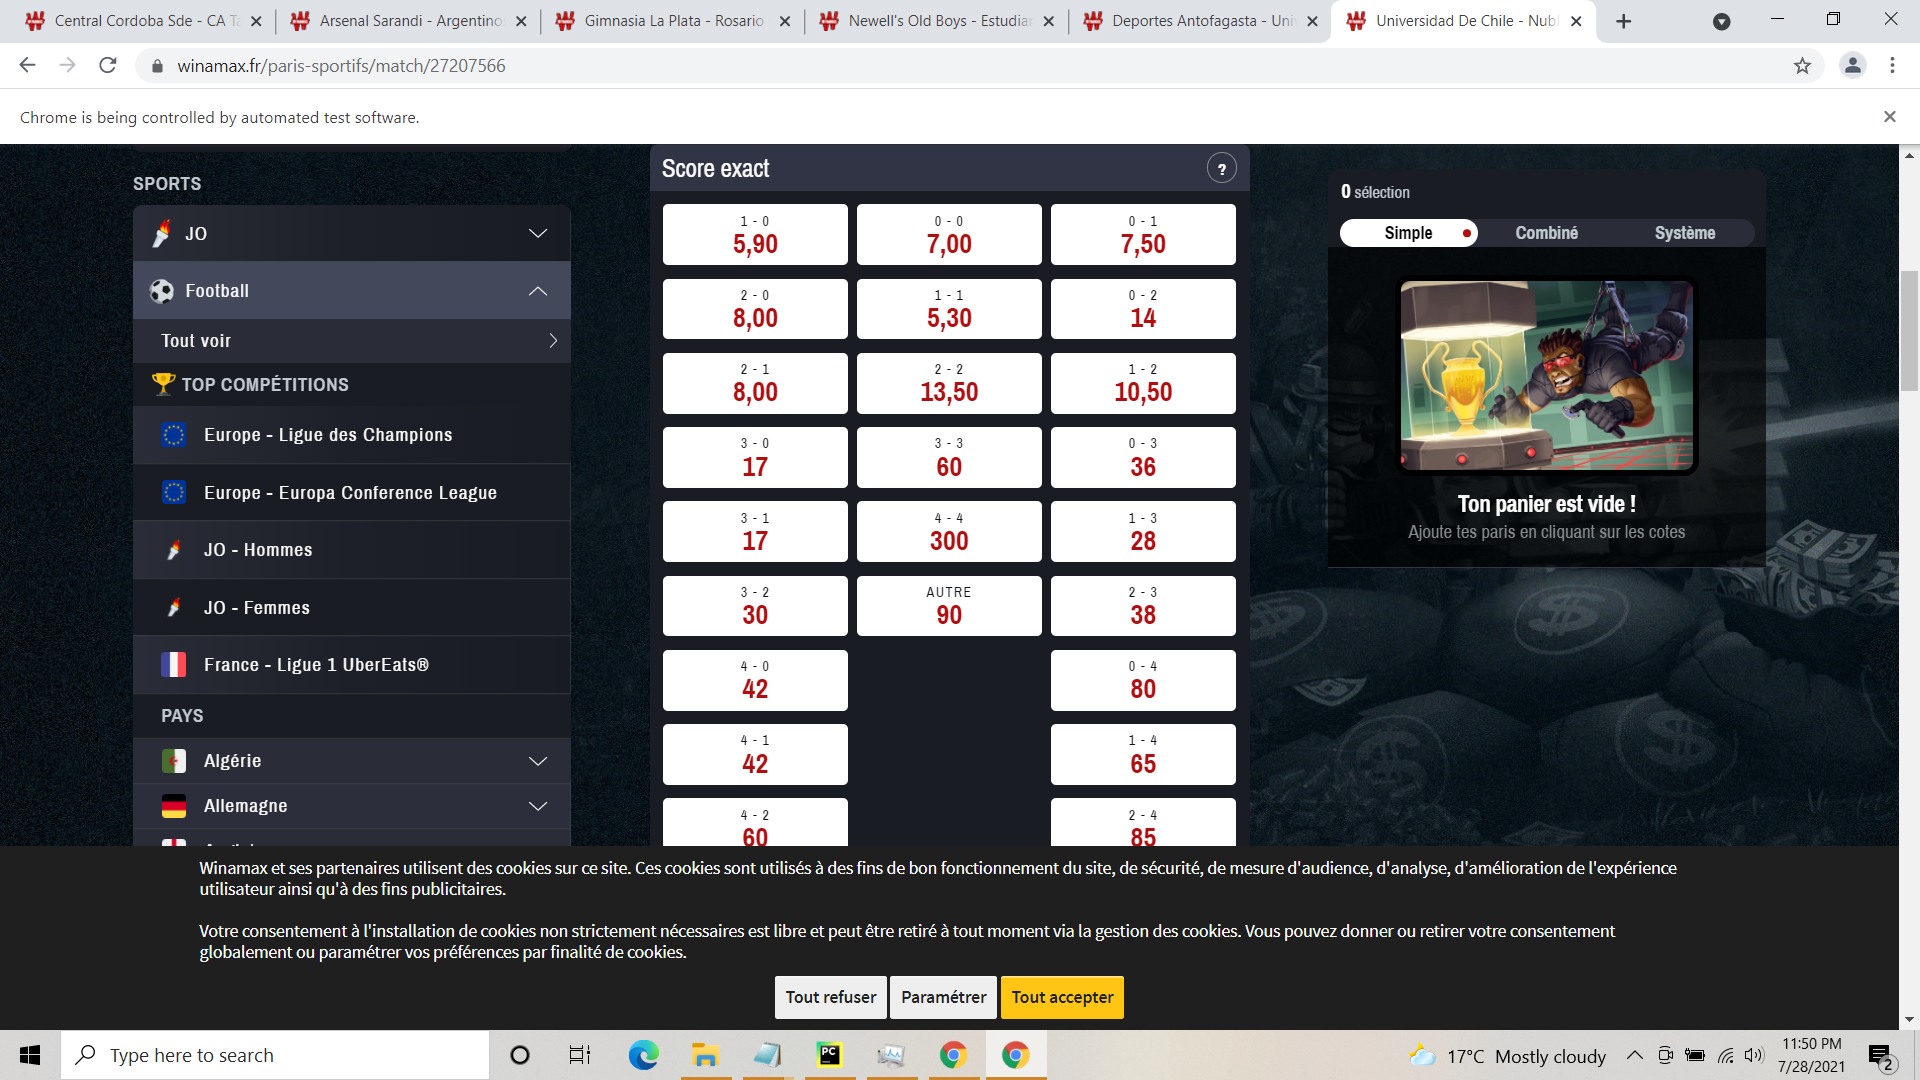 Central Cordoba Sde - CA Ta
Arsenal Sarandi - Argentino
Gimnasia La Plata - Rosario
Newell's Old Boys - Estudian
Deportes Antofagasta - Uni
Universidad De Chile - Nubl
winamax.fr/paris-sportifs/match/27207566
Chrome is being controlled by automated test software.
SPORTS
JO
Football
Tout voir
TOP COMPÉTITIONS
Europe - Ligue des Champions
Europe - Europa Conference League
JO - Hommes
JO - Femmes
France - Ligue 1 UberEats®
PAYS
Algérie
Allemagne
Score exact
?
1 - 0
5,90
0 - 0
7,00
0 - 1
7,50
2 - 0
8,00
1 - 1
5,30
0 - 2
14
2 - 1
8,00
2 - 2
13,50
1 - 2
10,50
3 - 0
17
3 - 3
60
0 - 3
36
3 - 1
17
4 - 4
300
1 - 3
28
3 - 2
30
AUTRE
90
2 - 3
38
4 - 0
42
0 - 4
80
4 - 1
42
1 - 4
65
4 - 2
60
2 - 4
85
0 sélection
Simple
Combiné
Système
Ton panier est vide !
Ajoute tes paris en cliquant sur les cotes
Winamax et ses partenaires utilisent des cookies sur ce site. Ces cookies sont utilisés à des fins de bon fonctionnement du site, de sécurité, de mesure d'audience, d'analyse, d'amélioration de l'expérience
utilisateur ainsi qu'à des fins publicitaires.
Votre consentement à l'installation de cookies non strictement nécessaires est libre et peut être retiré à tout moment via la gestion des cookies. Vous pouvez donner ou retirer votre consentement
globalement ou paramétrer vos préférences par finalité de cookies.
Tout refuser
Paramétrer
Tout accepter
Type here to search
PC
17°C Mostly cloudy
11:50 PM
7/28/2021
2